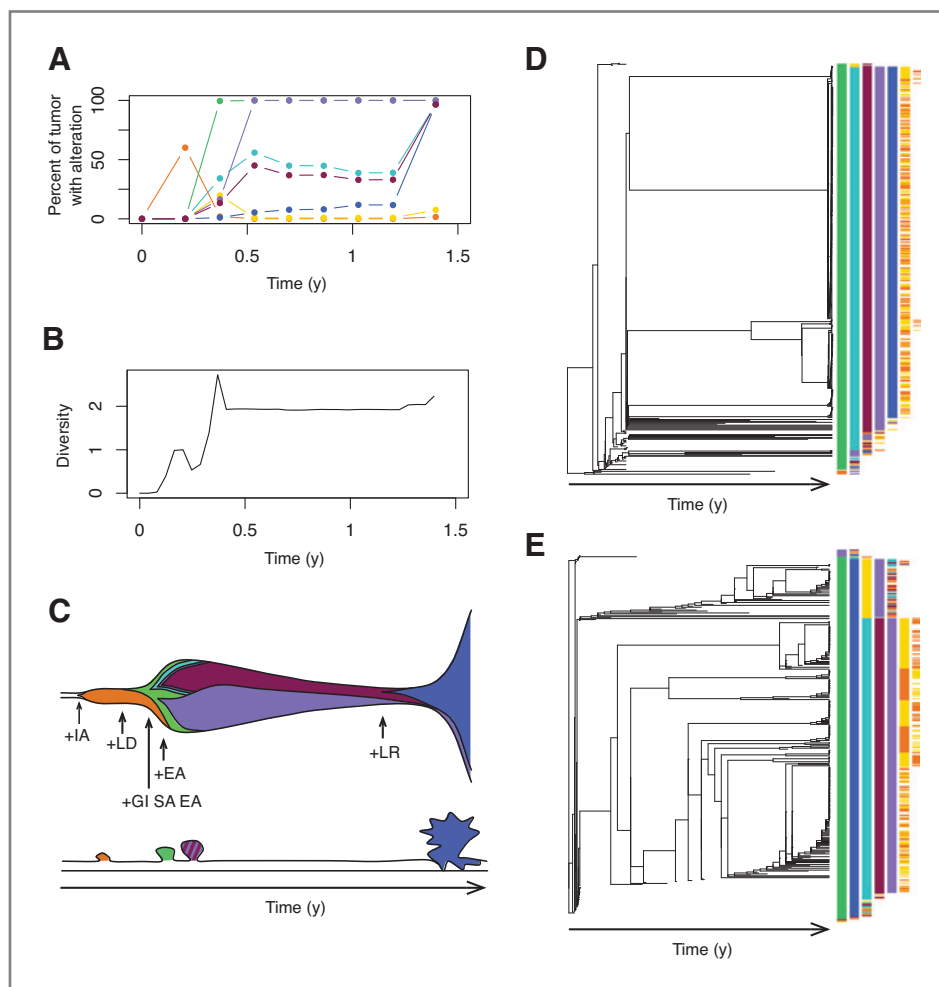 A
Percent of tumor
with alteration
100
50
0
0 0.5 1 1.5
Time (y)
B
Diversity
2
1
0
0 0.5 1 1.5
Time (y)
C
+IA
+LD
+EA
+GI SA EA
+LR
Time (y)
D
Time (y)
E
Time (y)